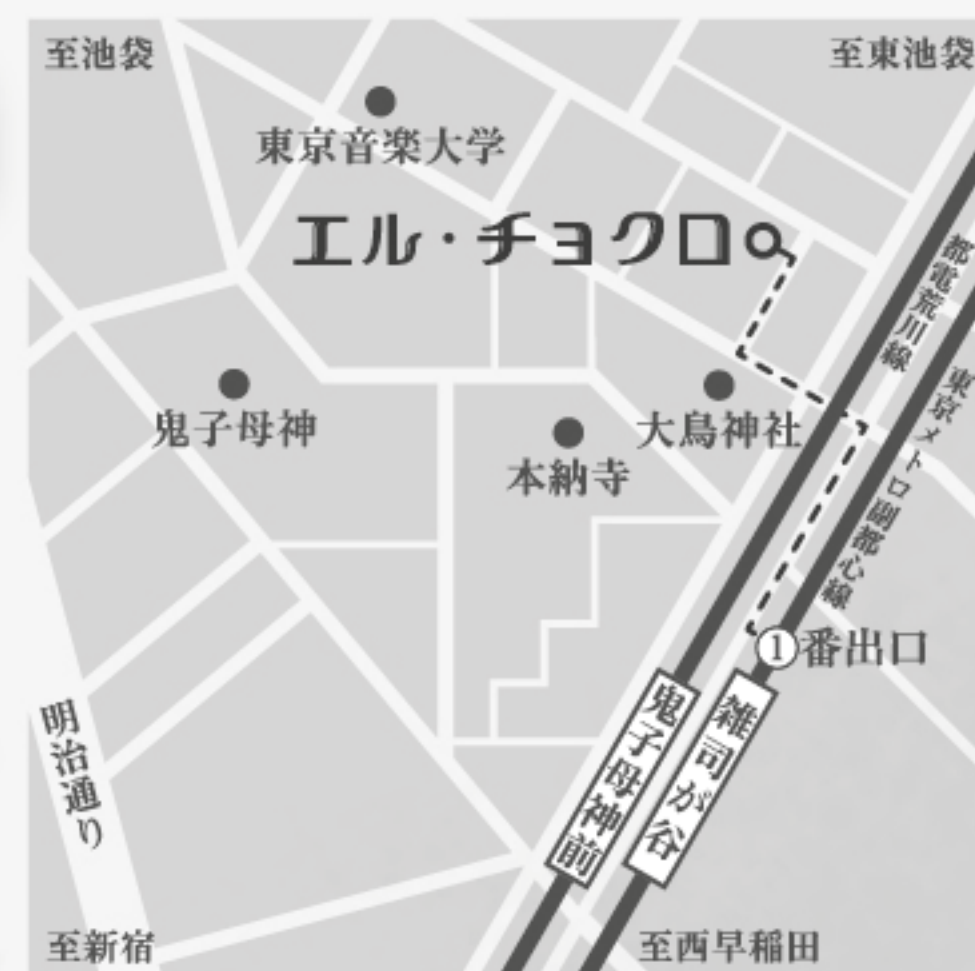 至池袋
至東池袋
東京音楽大学
エル・チョクロ
都電荒川線
東京メトロ副都心線
鬼子母神
大鳥神社
本納寺
①番出口
鬼子母神前
雑司が谷
明治通り
至新宿
至西早稲田